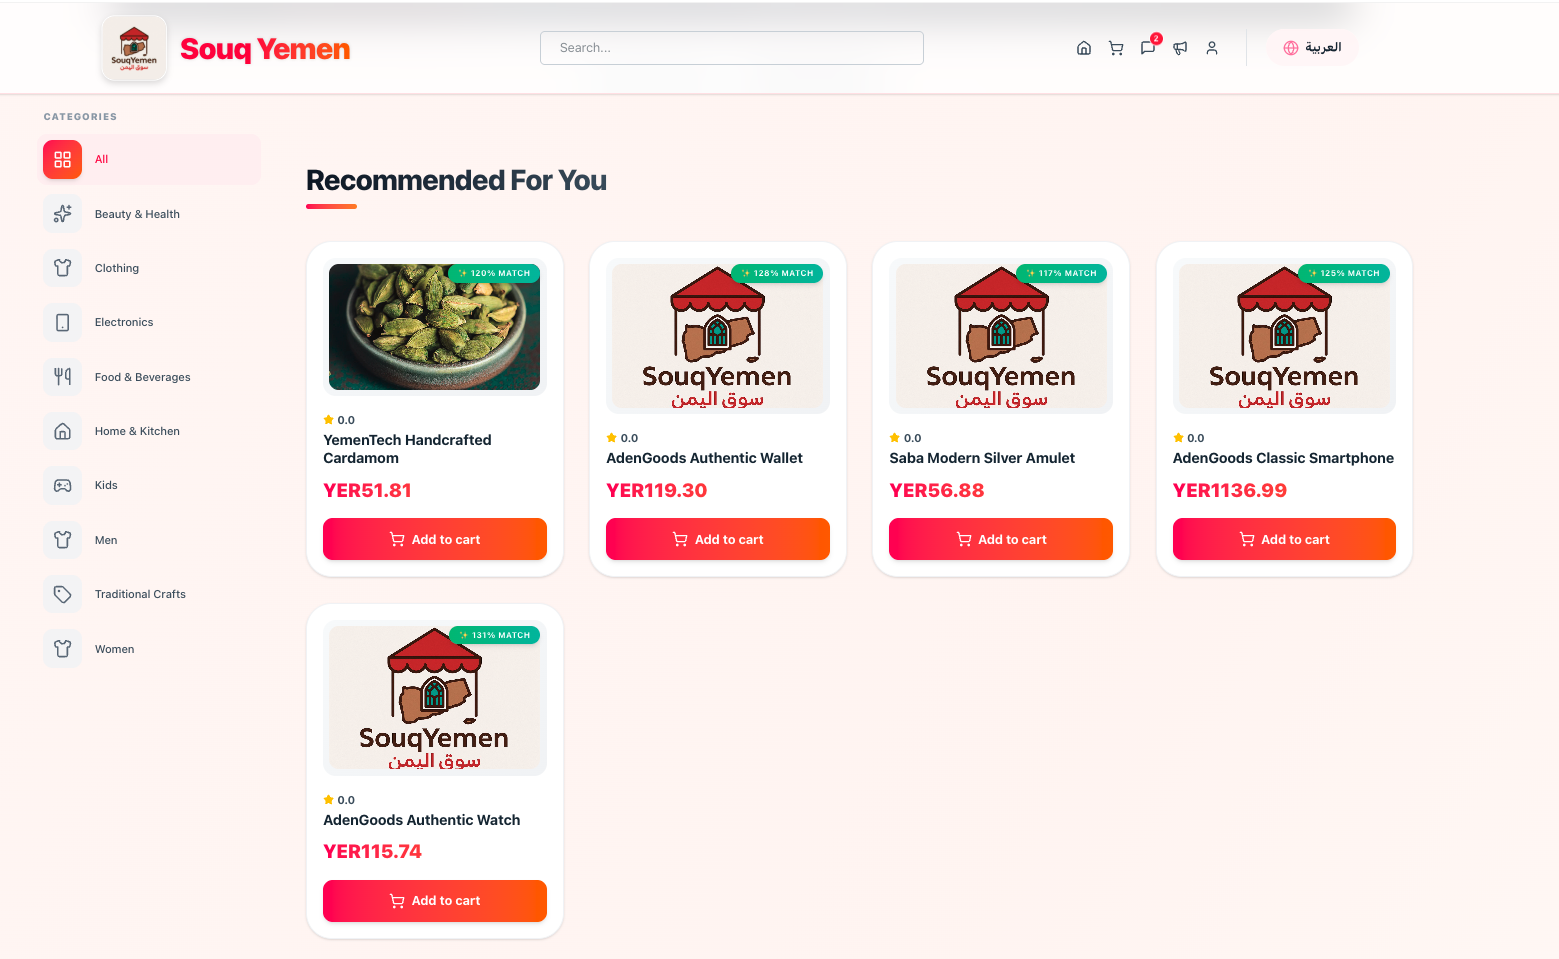 SouqYemen
سوق اليمن
Souq Yemen
Search...
2
العربية
CATEGORIES
All
Beauty & Health
Clothing
Electronics
Food & Beverages
Home & Kitchen
Kids
Men
Traditional Crafts
Women
Recommended For You
✨ 120% MATCH
0.0
YemenTech Handcrafted
Cardamom
YER51.81
Add to cart
✨ 128% MATCH
SouqYemen
سوق اليمن
0.0
AdenGoods Authentic Wallet
YER119.30
Add to cart
✨ 117% MATCH
SouqYemen
سوق اليمن
0.0
Saba Modern Silver Amulet
YER56.88
Add to cart
✨ 125% MATCH
SouqYemen
سوق اليمن
0.0
AdenGoods Classic Smartphone
YER1136.99
Add to cart
✨ 131% MATCH
SouqYemen
سوق اليمن
0.0
AdenGoods Authentic Watch
YER115.74
Add to cart